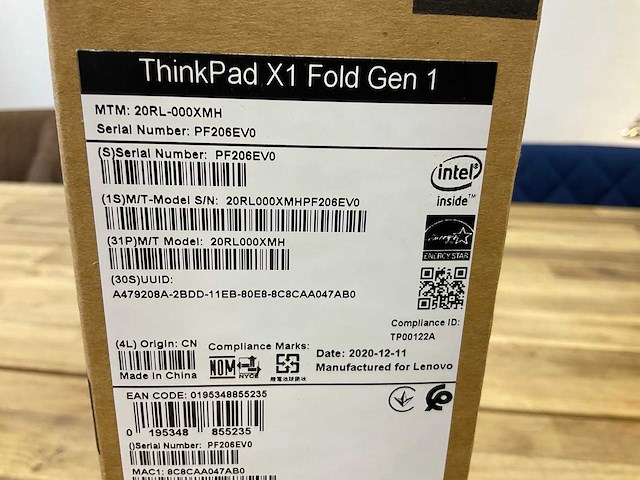 ThinkPad X1 Fold Gen 1
MTM: 20RL-000XMH
Serial Number: PF206EV0
(S)Serial Number: PF206EV0
(1S)M/T-Model S/N: 20RL000XMHPF206EV0
(31P)M/T Model: 20RL000XMH
(30S)UUID:
A479208A-2BDD-11EB-80E8-8C8CAA047AB0
intel
inside™
ENERGY STAR
Compliance ID:
TP00122A
(4L) Origin: CN
Made In China
Compliance Marks:
NOM
NYCE
Date: 2020-12-11
Manufactured for Lenovo
EAN CODE: 0195348855235
0 195348 855235
()Serial Number: PF206EV0
MAC1: 8C8CAA047AB0